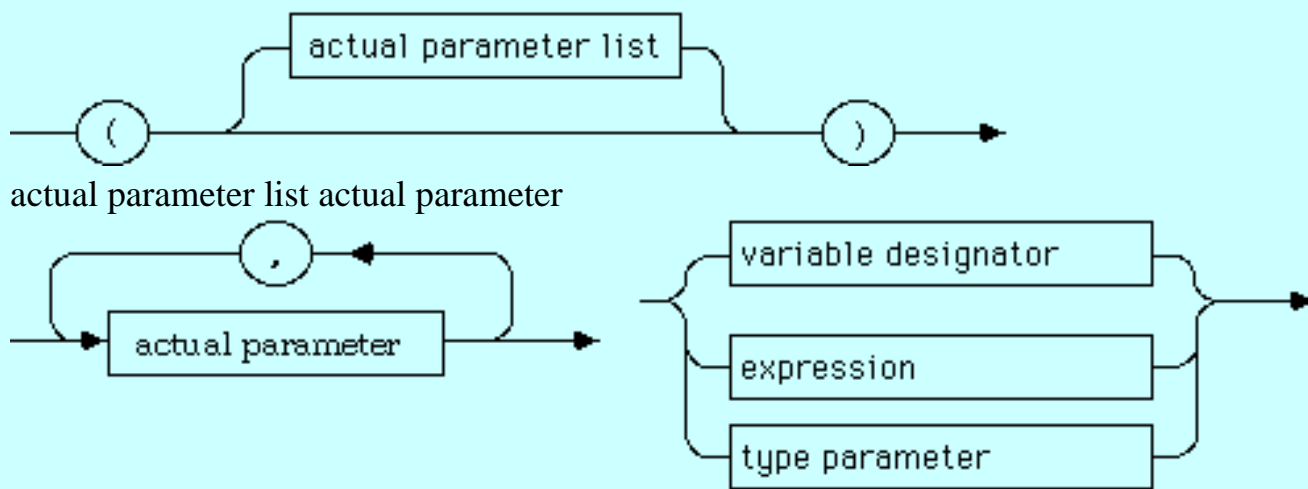 actual parameter list
( )
actual parameter list actual parameter
,
variable designator
actual parameter
expression
type parameter